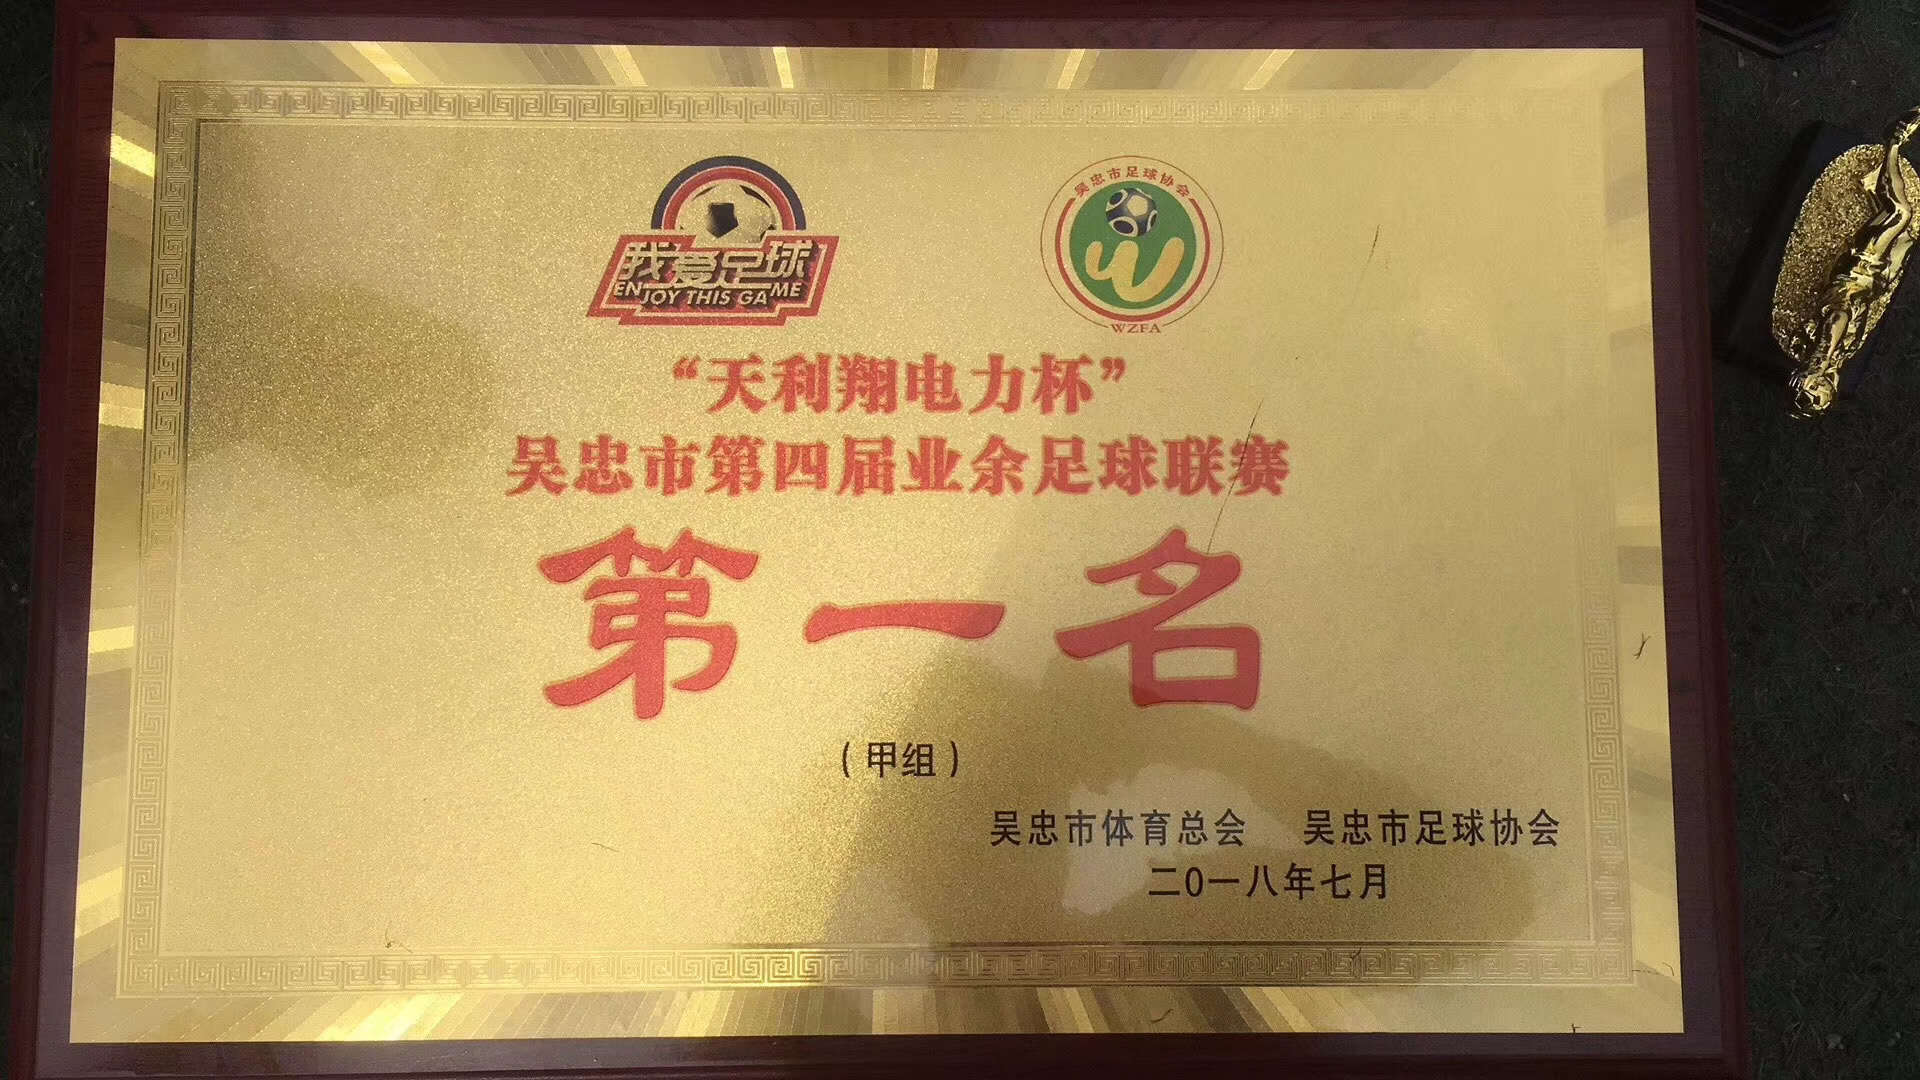 我爱足球
ENJOY THIS GAME
吴忠市足球协会
WZFA
“天利翔电力杯”
吴忠市第四届业余足球联赛
第一名
（甲组）
吴忠市体育总会 吴忠市足球协会
二0一八年七月